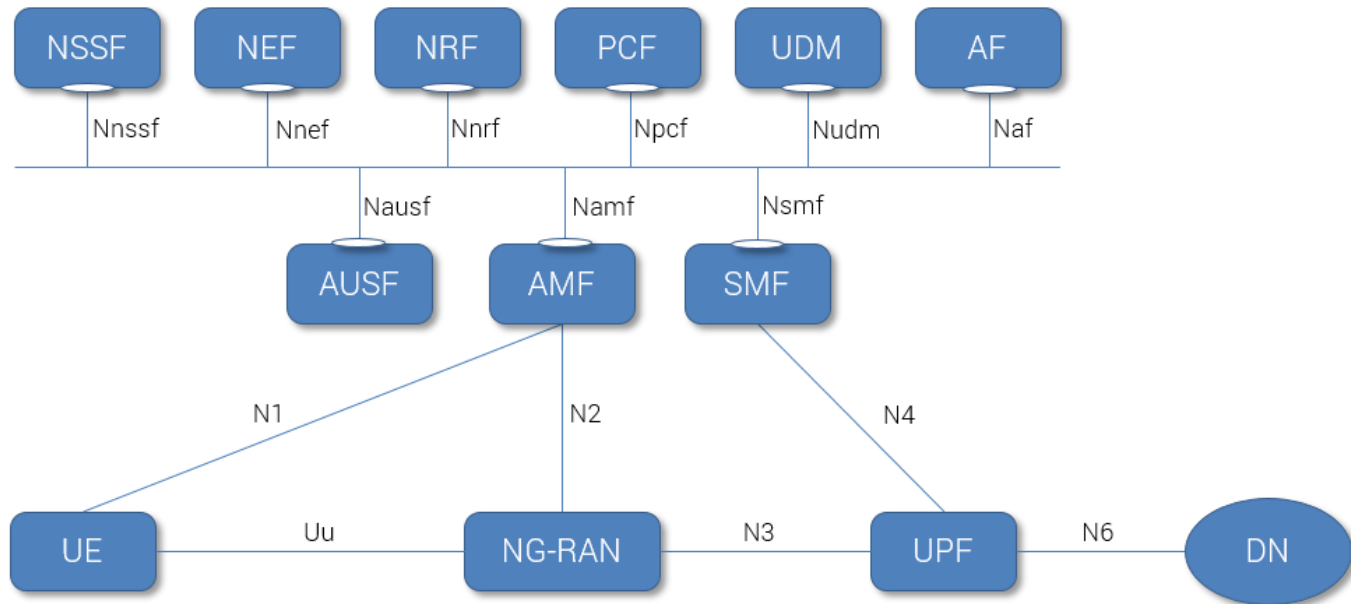 NSSF NEF NRF PCF UDM AF
Nnssf Nnef Nnrf Npcf Nudm Naf
Nausf Namf Nsmf
AUSF AMF SMF
N1 N2 N4
Uu N3 N6
UE NG-RAN UPF DN